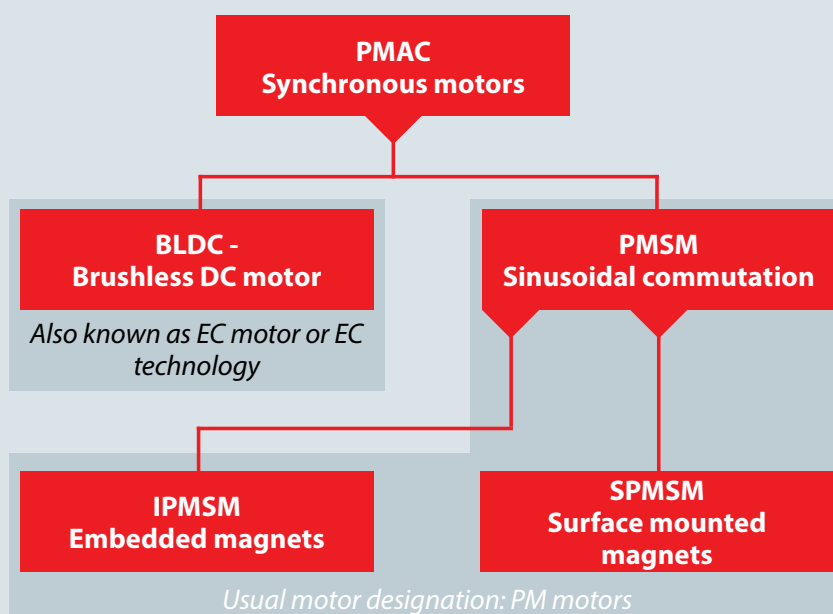 PMAC
Synchronous motors
BLDC -
Brushless DC motor
Also known as EC motor or EC
technology
PMSM
Sinusoidal commutation
IPMSM
Embedded magnets
SPMSM
Surface mounted
magnets
Usual motor designation: PM motors